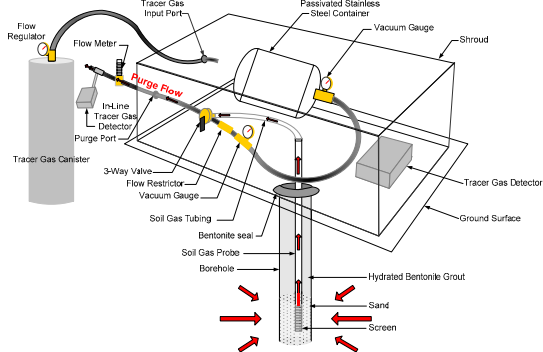 Tracer Gas
Input Port
Passivated Stainless
Steel Container
Vacuum Gauge
Flow
Regulator
Flow Meter
Shroud
Purge Flow
In-Line
Tracer Gas
Detector
Purge Port
Tracer Gas Canister
3-Way Valve
Flow Restrictor
Vacuum Gauge
Tracer Gas Detector
Soil Gas Tubing
Ground Surface
Bentonite seal
Soil Gas Probe
Borehole
Hydrated Bentonile Grout
Sand
Screen